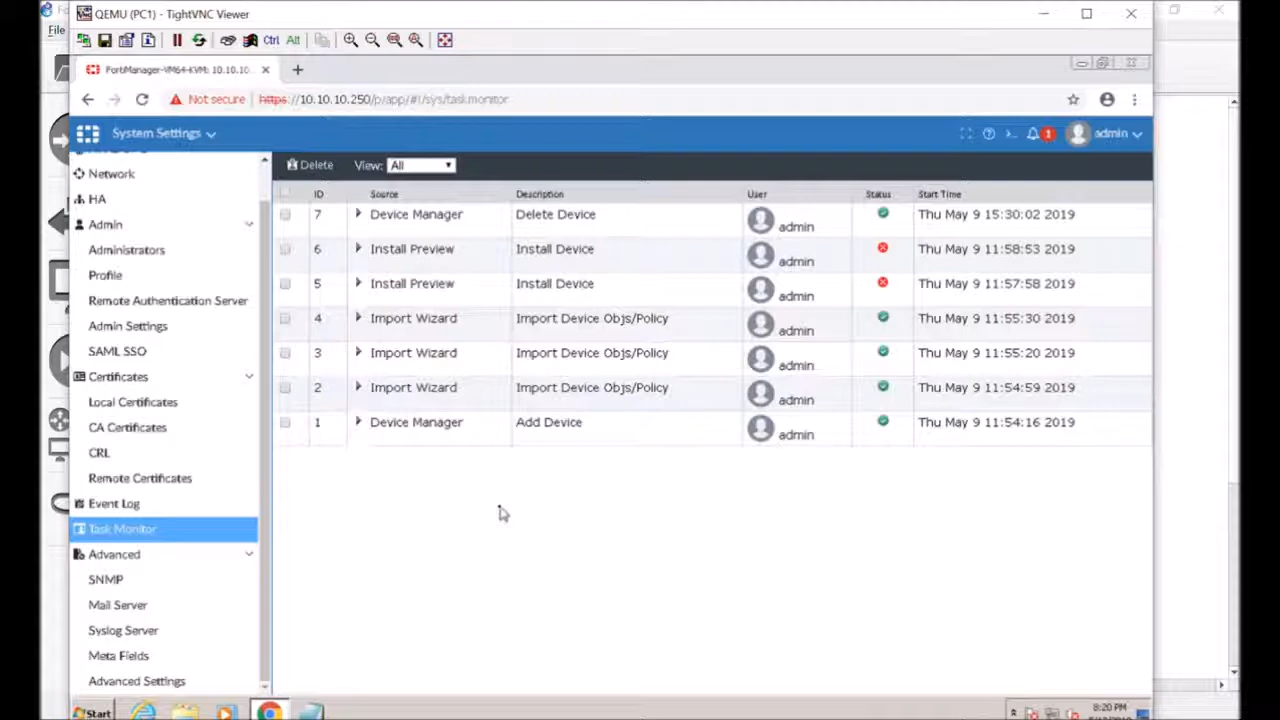 QEMU (PC1) - TightVNC Viewer
File
Ctrl Alt
FortiManager-VM64-KVM: 10.10.10.
Not secure https://10.10.10.250/p/app/#!/sys/taskmonitor
System Settings
1 admin
Network
HA
Admin
Administrators
Profile
Remote Authentication Server
Admin Settings
SAML SSO
Certificates
Local Certificates
CA Certificates
CRL
Remote Certificates
Event Log
Task Monitor
Advanced
SNMP
Mail Server
Syslog Server
Meta Fields
Advanced Settings
Delete View: All
ID Source Description User Status Start Time
7 Device Manager Delete Device admin Thu May 9 15:30:02 2019
6 Install Preview Install Device admin Thu May 9 11:58:53 2019
5 Install Preview Install Device admin Thu May 9 11:57:58 2019
4 Import Wizard Import Device Objs/Policy admin Thu May 9 11:55:30 2019
3 Import Wizard Import Device Objs/Policy admin Thu May 9 11:55:20 2019
2 Import Wizard Import Device Objs/Policy admin Thu May 9 11:54:59 2019
1 Device Manager Add Device admin Thu May 9 11:54:16 2019
Start
8:20 PM